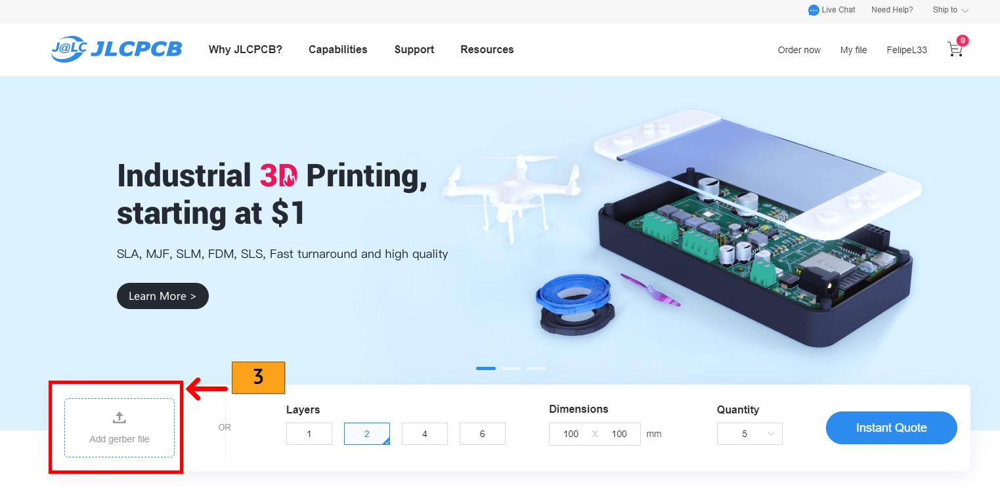 Live Chat Need Help? Ship to
J@LC JLCPCB Why JLCPCB? Capabilities Support Resources Order now My file FelipeL33 0
Industrial 3D Printing,
starting at $1
SLA, MJF, SLM, FDM, SLS, Fast turnaround and high quality
Learn More >
3
Add gerber file
OR
Layers
1 2 4 6
Dimensions
100 X 100 mm
Quantity
5
Instant Quote